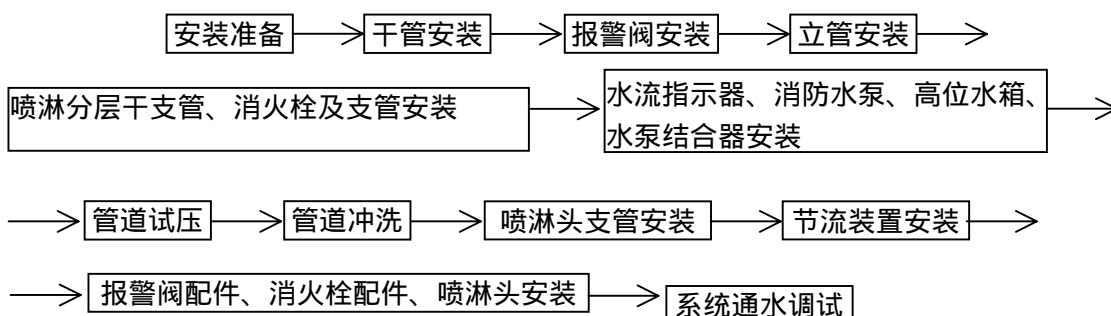 安装准备 干管安装 报警阀安装 立管安装
喷淋分层干支管、消火栓及支管安装 水流指示器、消防水泵、高位水箱、
水泵结合器安装
管道试压 管道冲洗 喷淋头支管安装 节流装置安装
报警阀配件、消火栓配件、喷淋头安装 系统通水调试